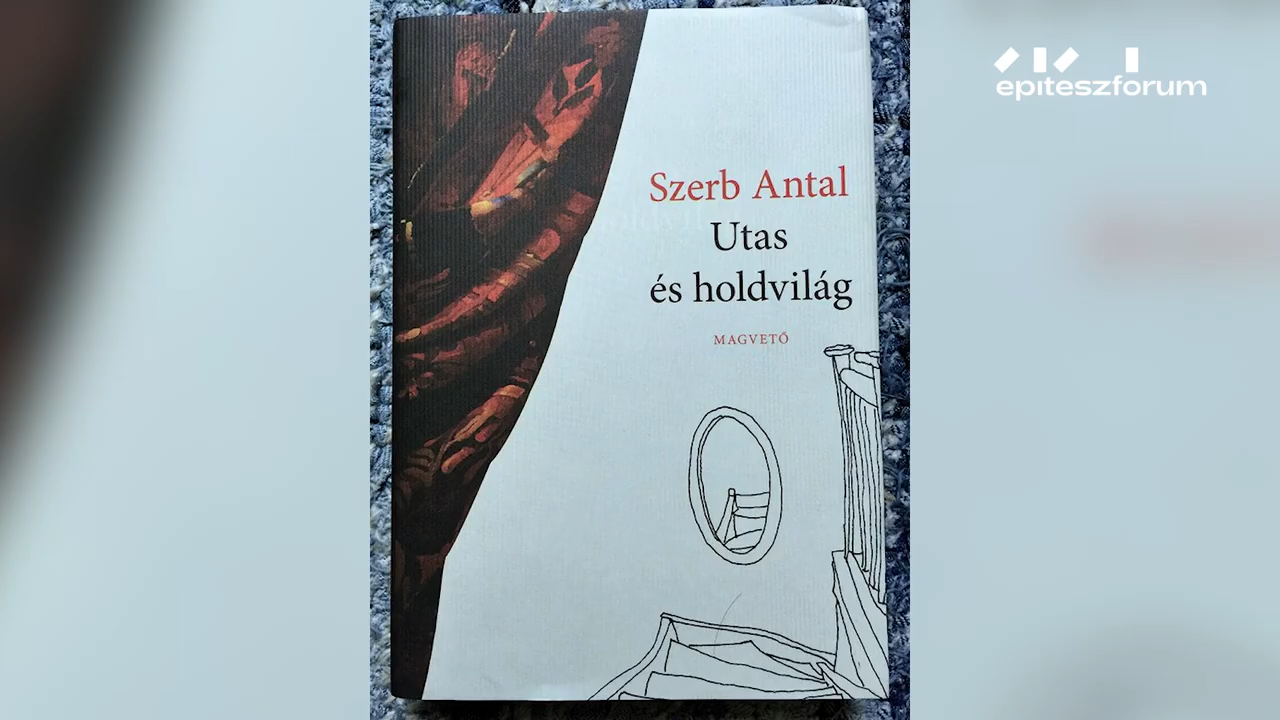 epiteszforum
Szerb Antal
Utas
és holdvilág
MAGVETŐ